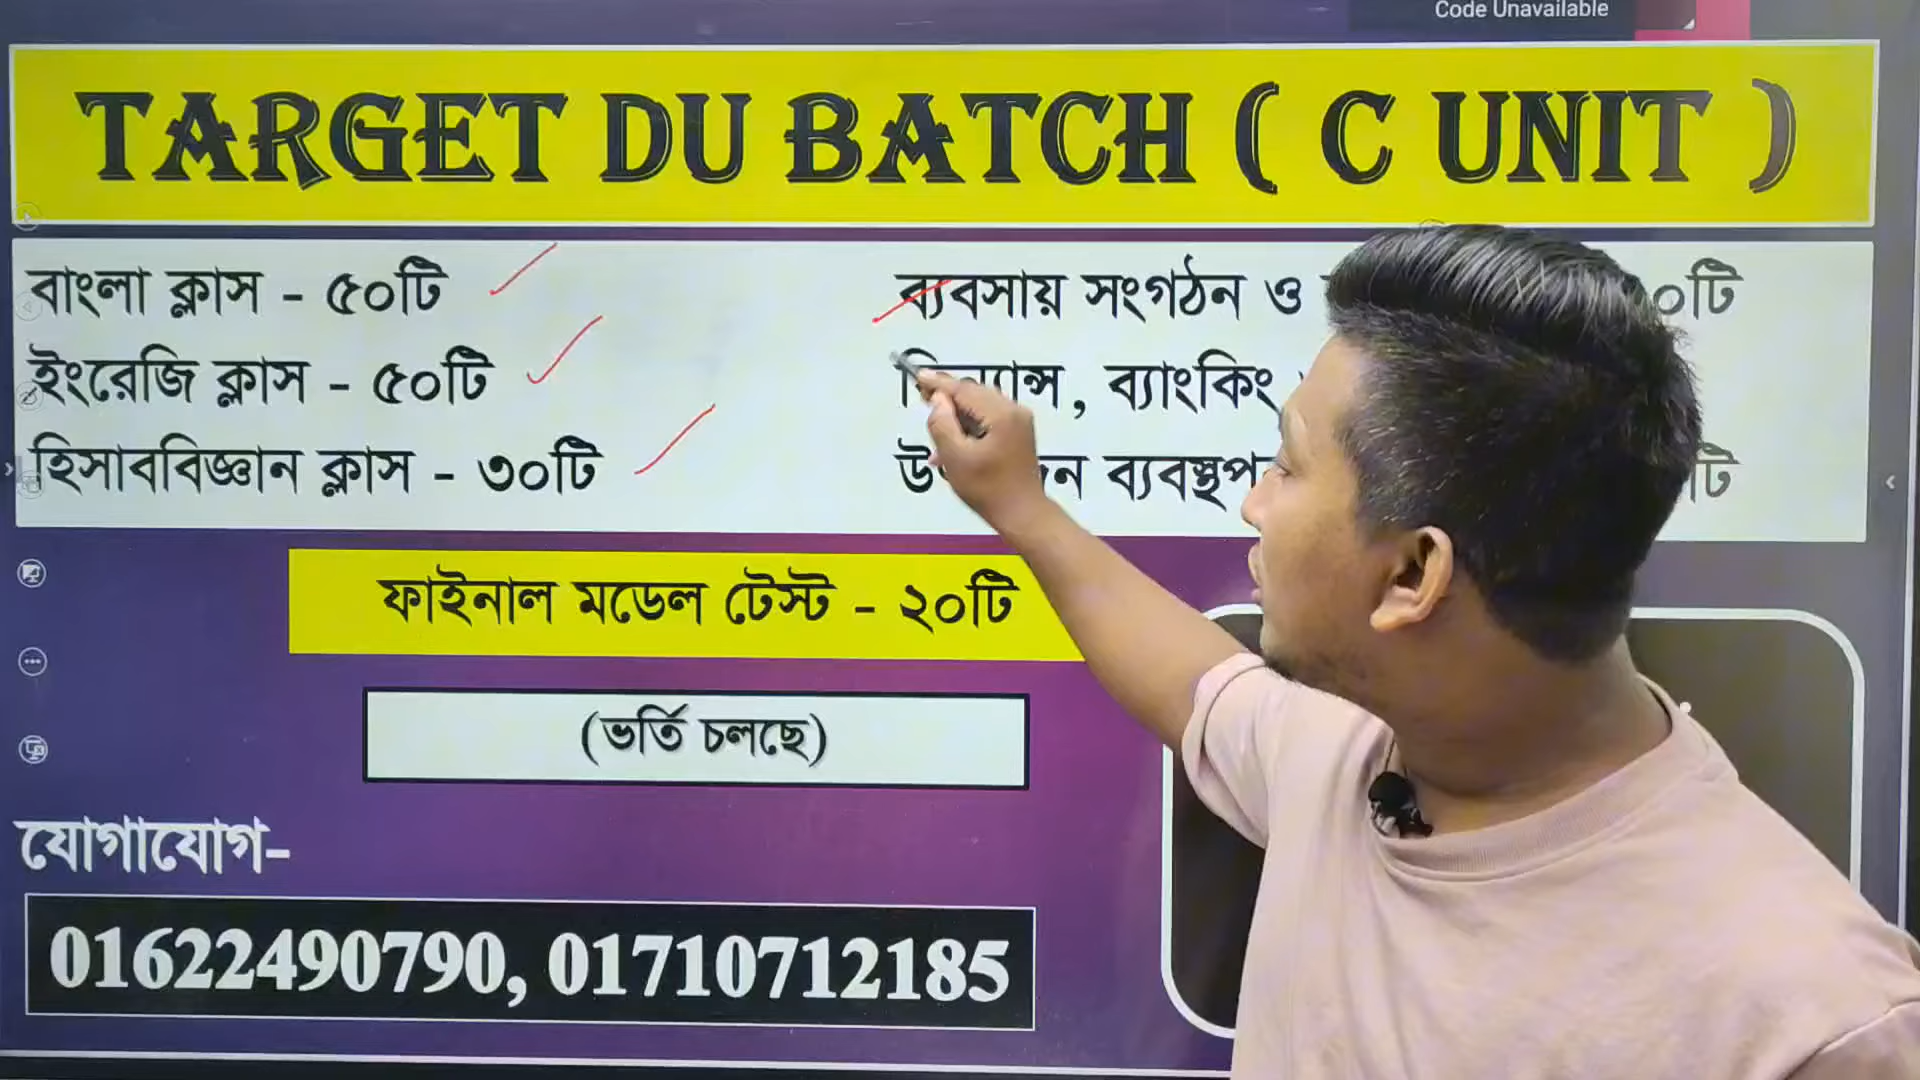 Code Unavailable
TARGET DU BATCH ( C UNIT )
বাংলা ক্লাস - ৫০টি
ইংরেজি ক্লাস - ৫০টি
হিসাববিজ্ঞান ক্লাস - ৩০টি
ব্যবসায় সংগঠন ও
ব্যাংকিং
ফাইনাল মডেল টেস্ট - ২০টি
(ভর্তি চলছে)
যোগাযোগ-
01622490790, 01710712185